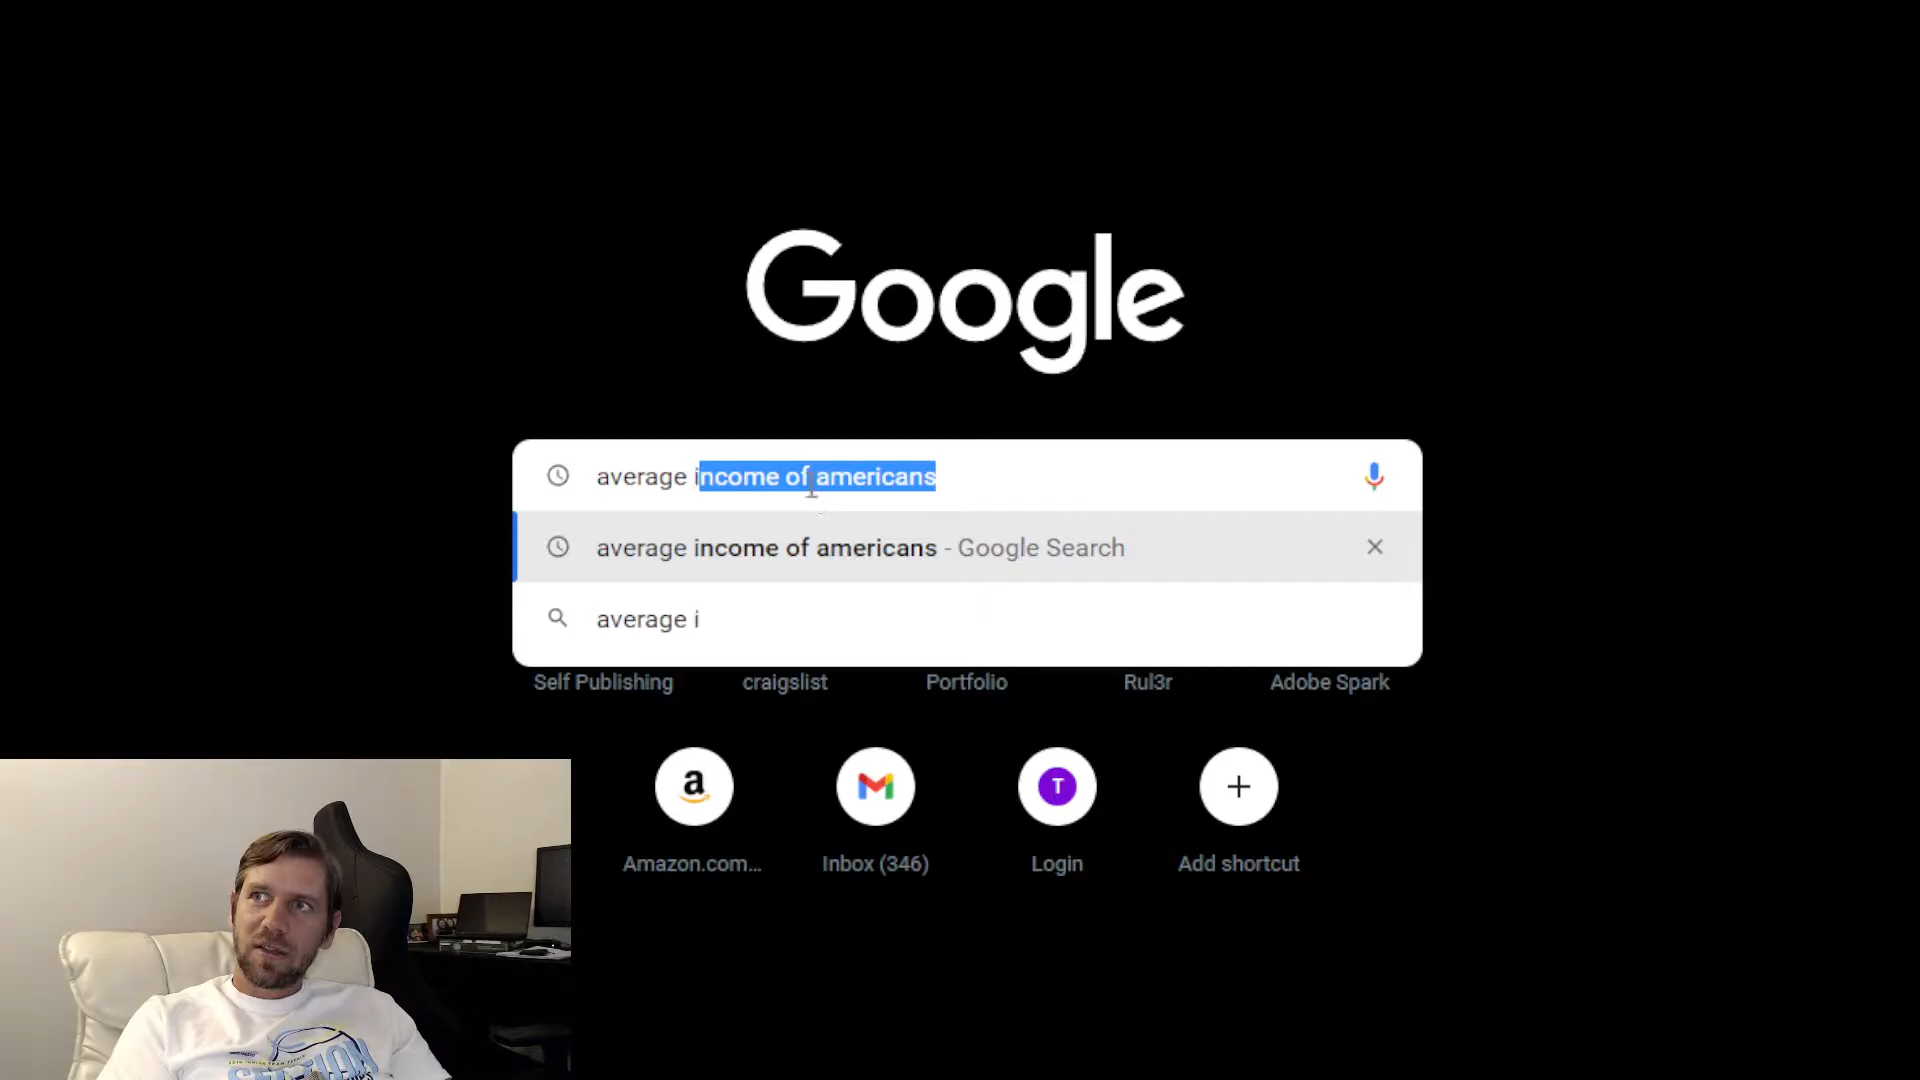 Google
average income of americans
average income of americans - Google Search
average i
Self Publishing
craigslist
Portfolio
Rul3r
Adobe Spark
a
T
Amazon.com...
Inbox (346)
Login
Add shortcut